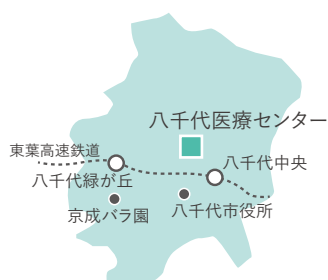 八千代医療センター
東葉高速鉄道
八千代中央
八千代緑が丘
京成バラ園
八千代市役所